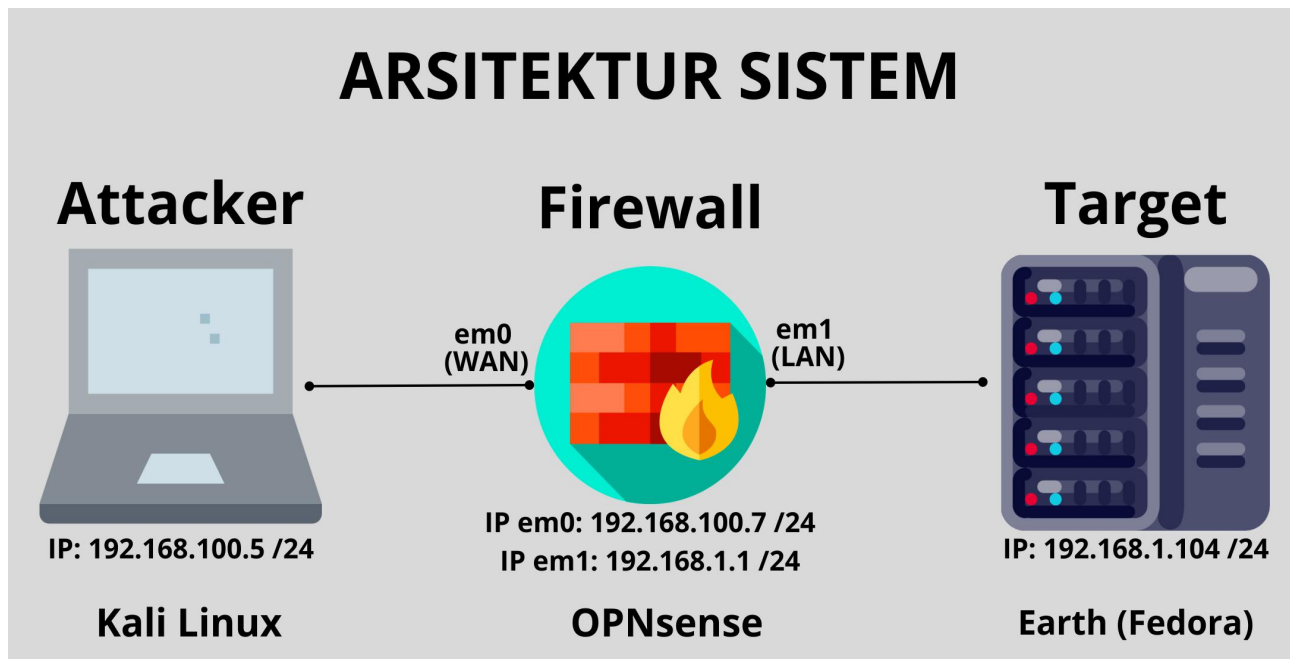 ARSITEKTUR SISTEM
Attacker
Firewall
Target
em0
(WAN)
em1
(LAN)
IP: 192.168.100.5 /24
IP em0: 192.168.100.7 /24
IP em1: 192.168.1.1 /24
IP: 192.168.1.104 /24
Kali Linux
OPNsense
Earth (Fedora)